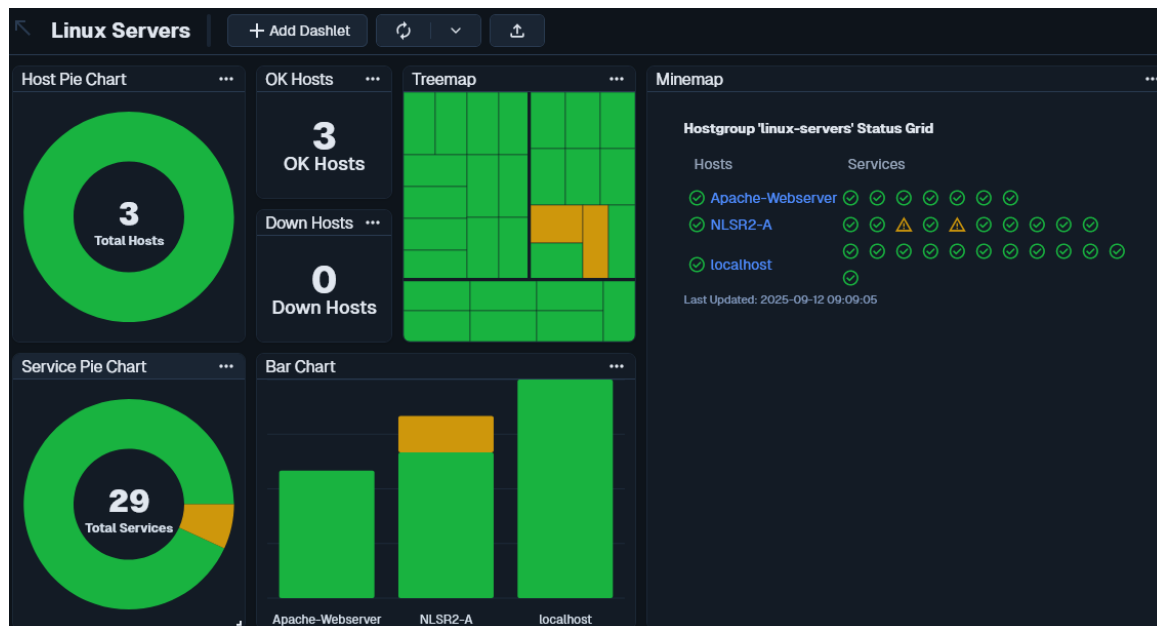 Linux Servers
Add Dashlet
Host Pie Chart
3
Total Hosts
OK Hosts
3
OK Hosts
Down Hosts
0
Down Hosts
Treemap
Minemap
Hostgroup 'linux-servers' Status Grid
Hosts Services
Apache-Webserver
NLSR2-A
localhost
Last Updated: 2025-09-12 09:09:05
Service Pie Chart
29
Total Services
Bar Chart
Apache-Webserver NLSR2-A localhost